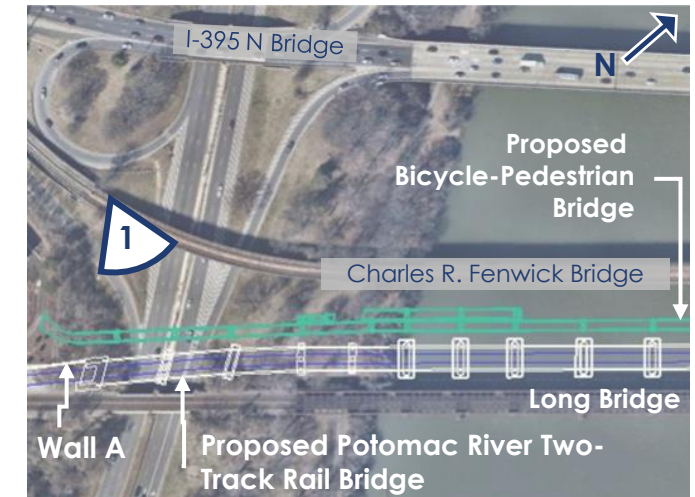 I-395 N Bridge
N
Proposed
Bicycle-Pedestrian
Bridge
1
Charles R. Fenwick Bridge
Long Bridge
Wall A
Proposed Potomac River Two-
Track Rail Bridge